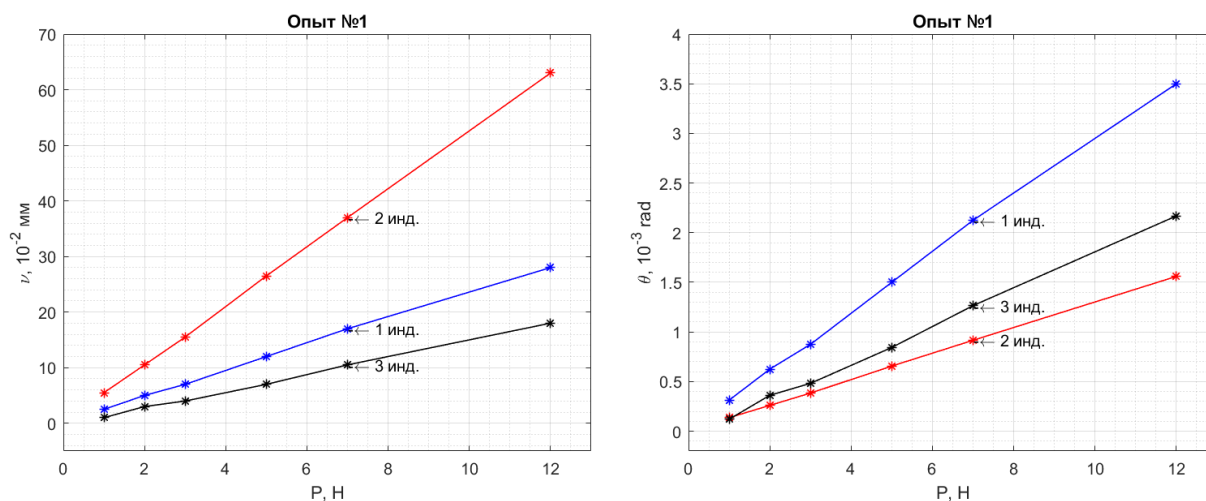 Опыт №1
70
60
50
40
30
20
10
0
ν, 10⁻² мм
← 2 инд.
← 1 инд.
← 3 инд.
0 2 4 6 8 10 12
P, Н
Опыт №1
4
3.5
3
2.5
2
1.5
1
0.5
0
θ, 10⁻³ rad
← 1 инд.
← 3 инд.
← 2 инд.
0 2 4 6 8 10 12
P, Н